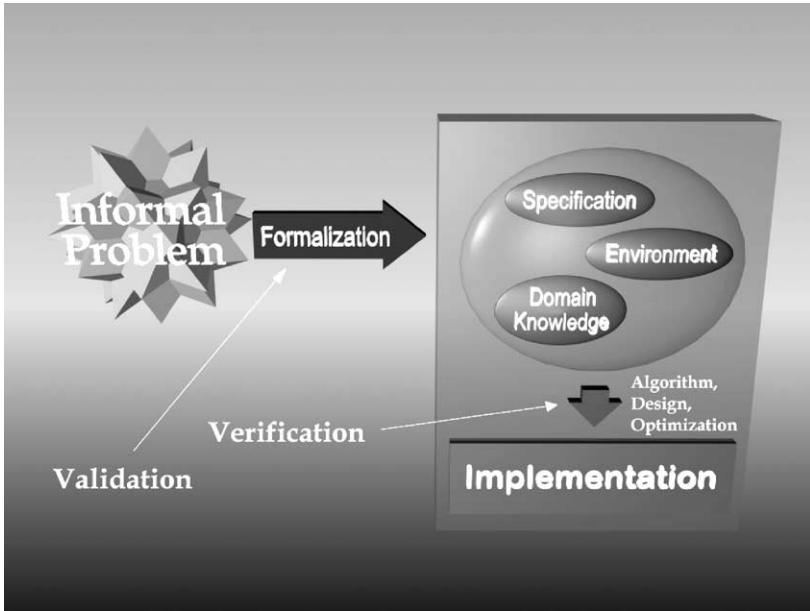 Informal
Problem
Formalization
Specification
Environment
Domain
Knowledge
Algorithm,
Design,
Optimization
Verification
Validation
Implementation